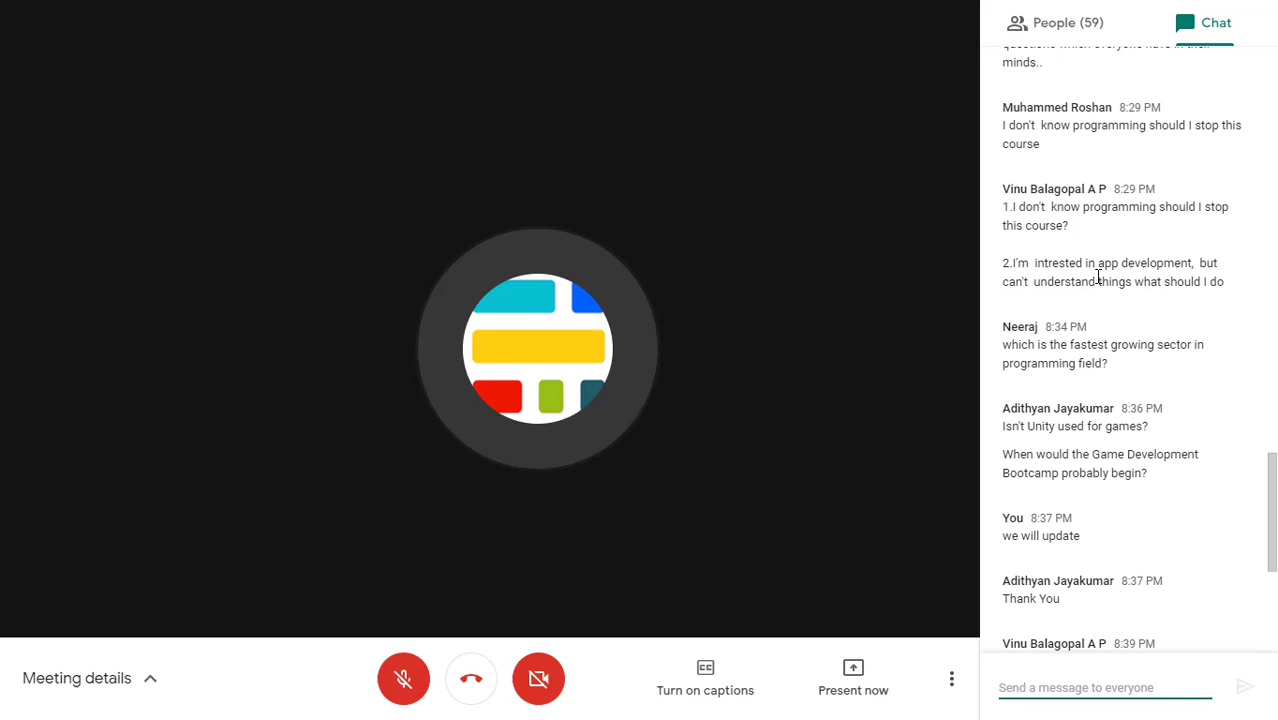 People (59)
Chat
minds..
Muhammed Roshan 8:29 PM
I don't know programming should I stop this
course
Vinu Balagopal A P 8:29 PM
1.I don't know programming should I stop
this course?
2.I'm intrested in app development, but
can't understand things what should I do
Neeraj 8:34 PM
which is the fastest growing sector in
programming field?
Adithyan Jayakumar 8:36 PM
Isn't Unity used for games?
When would the Game Development
Bootcamp probably begin?
You 8:37 PM
we will update
Adithyan Jayakumar 8:37 PM
Thank You
Vinu Balagopal A P 8:39 PM
Meeting details
Turn on captions
Present now
Send a message to everyone